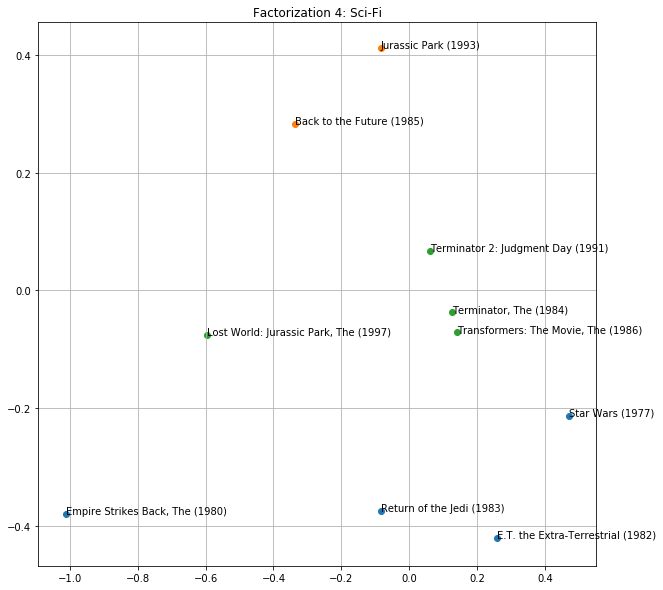 Factorization 4: Sci-Fi
0.4
Jurassic Park (1993)
Back to the Future (1985)
0.2
Terminator 2: Judgment Day (1991)
0.0
Terminator, The (1984)
Lost World: Jurassic Park, The (1997)
Transformers: The Movie, The (1986)
−0.2
Star Wars (1977)
Empire Strikes Back, The (1980)
Return of the Jedi (1983)
−0.4
E.T. the Extra-Terrestrial (1982)
−1.0 −0.8 −0.6 −0.4 −0.2 0.0 0.2 0.4